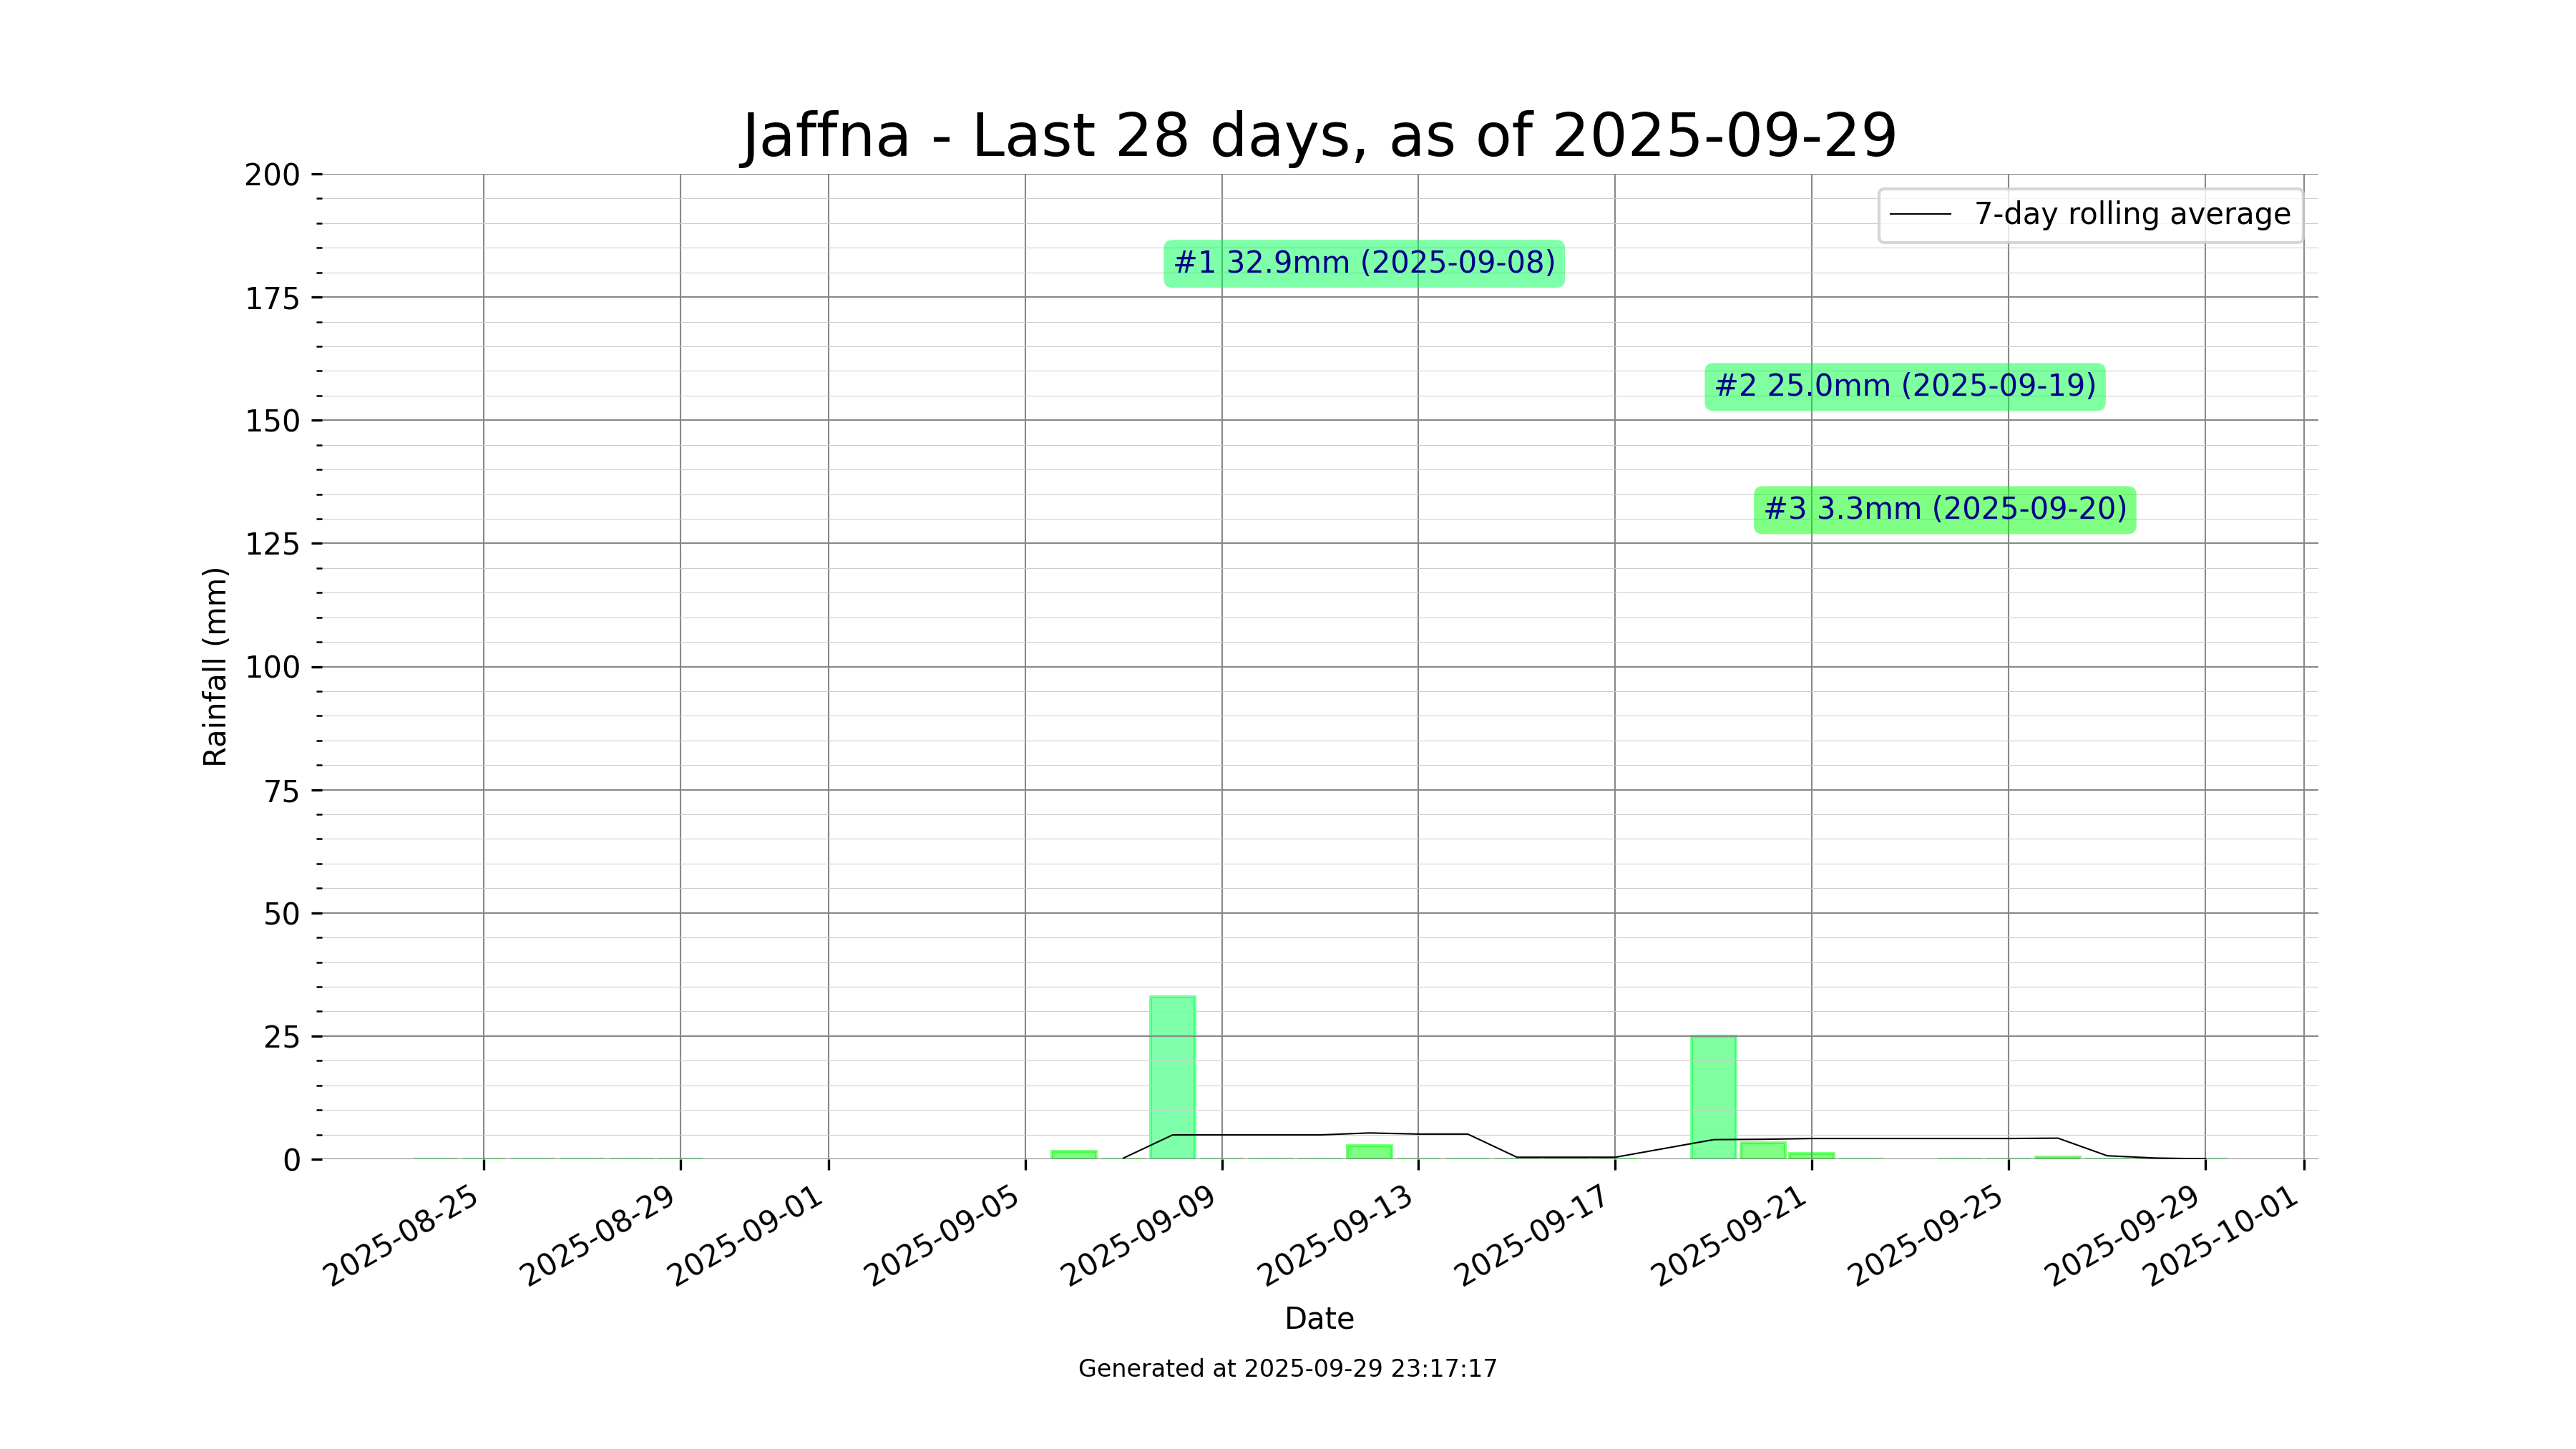 Jaffna - Last 28 days, as of 2025-09-29
200
175
150
125
100
75
50
25
0
Rainfall (mm)
7-day rolling average
#1 32.9mm (2025-09-08)
#2 25.0mm (2025-09-19)
#3 3.3mm (2025-09-20)
2025-08-25
2025-08-29
2025-09-01
2025-09-05
2025-09-09
2025-09-13
2025-09-17
2025-09-21
2025-09-25
2025-09-29
2025-10-01
Date
Generated at 2025-09-29 23:17:17